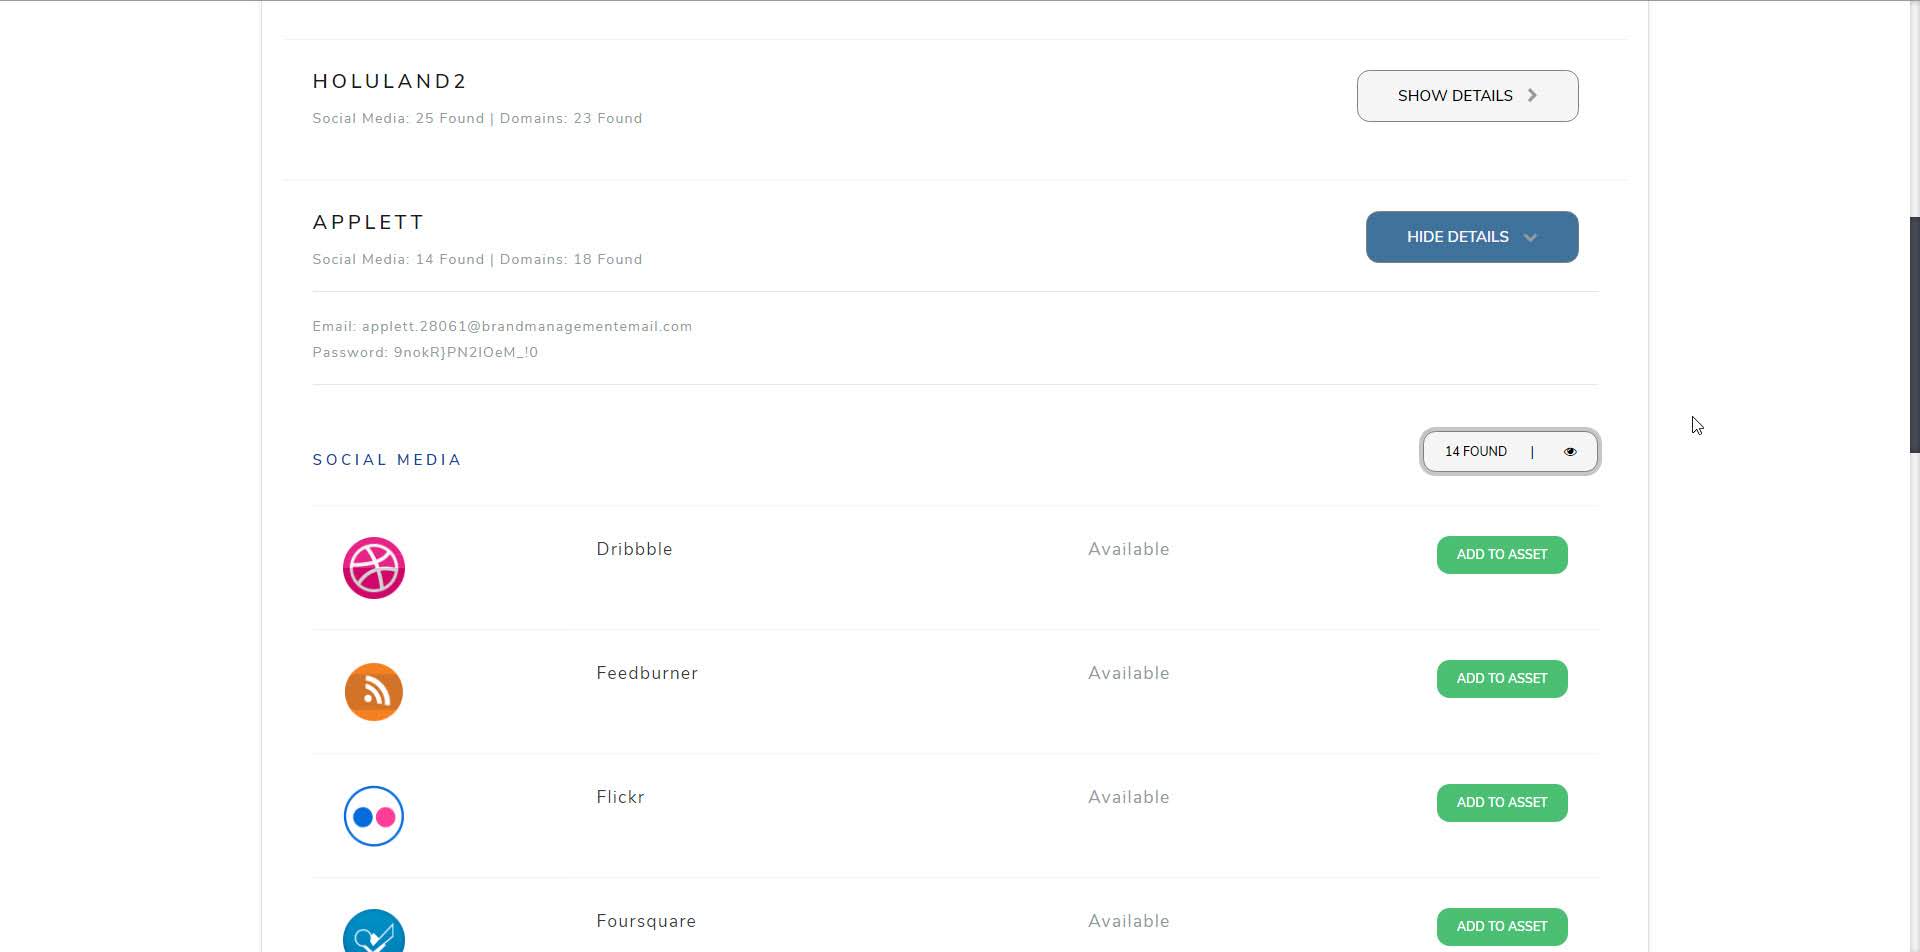 HOLULAND2
SHOW DETAILS
Social Media: 25 Found | Domains: 23 Found
APPLETT
HIDE DETAILS
Social Media: 14 Found | Domains: 18 Found
Email: applett.28061@brandmanagementemail.com
Password: 9nokR}PN2IOeM_!0
SOCIAL MEDIA
14 FOUND |
Dribbble Available ADD TO ASSET
Feedburner Available ADD TO ASSET
Flickr Available ADD TO ASSET
Foursquare Available ADD TO ASSET